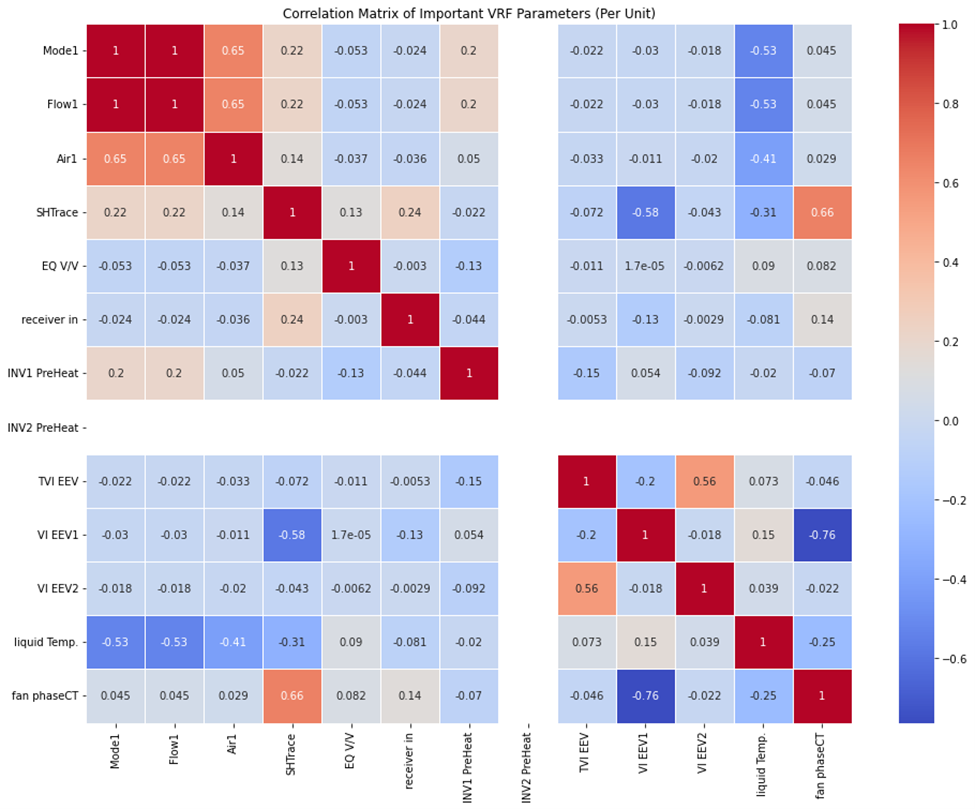 Correlation Matrix of Important VRF Parameters (Per Unit)
Mode1 1 1 0.65 0.22 -0.053 -0.024 0.2 -0.022 -0.03 -0.018 -0.53 0.045
Flow1 1 1 0.65 0.22 -0.053 -0.024 0.2 -0.022 -0.03 -0.018 -0.53 0.045
Air1 0.65 0.65 1 0.14 -0.037 -0.036 0.05 -0.033 -0.011 -0.02 -0.41 0.029
SHTrace 0.22 0.22 0.14 1 0.13 0.24 -0.022 -0.072 -0.58 -0.043 -0.31 0.66
EQ V/V -0.053 -0.053 -0.037 0.13 1 -0.003 -0.13 -0.011 1.7e-05 -0.0062 0.09 0.082
receiver in -0.024 -0.024 -0.036 0.24 -0.003 1 -0.044 -0.0053 -0.13 -0.0029 -0.081 0.14
INV1 PreHeat 0.2 0.2 0.05 -0.022 -0.13 -0.044 1 -0.15 0.054 -0.092 -0.02 -0.07
INV2 PreHeat
TVI EEV -0.022 -0.022 -0.033 -0.072 -0.011 -0.0053 -0.15 1 -0.2 0.56 0.073 -0.046
VI EEV1 -0.03 -0.03 -0.011 -0.58 1.7e-05 -0.13 0.054 -0.2 1 -0.018 0.15 -0.76
VI EEV2 -0.018 -0.018 -0.02 -0.043 -0.0062 -0.0029 -0.092 0.56 -0.018 1 0.039 -0.022
liquid Temp. -0.53 -0.53 -0.41 -0.31 0.09 -0.081 -0.02 0.073 0.15 0.039 1 -0.25
fan phaseCT 0.045 0.045 0.029 0.66 0.082 0.14 -0.07 -0.046 -0.76 -0.022 -0.25 1
Mode1
Flow1
Air1
SHTrace
EQ V/V
receiver in
INV1 PreHeat
INV2 PreHeat
TVI EEV
VI EEV1
VI EEV2
liquid Temp.
fan phaseCT
1.0
0.8
0.6
0.4
0.2
0.0
-0.2
-0.4
-0.6